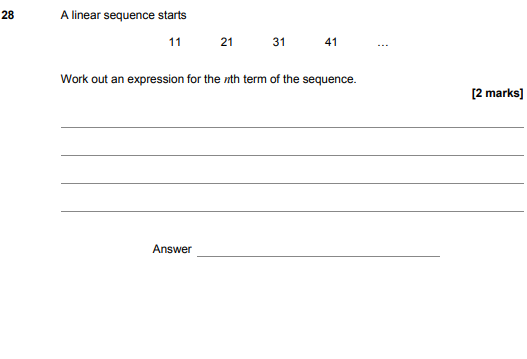 28 A linear sequence starts
11 21 31 41 ...
Work out an expression for the nth term of the sequence.
[2 marks]
Answer